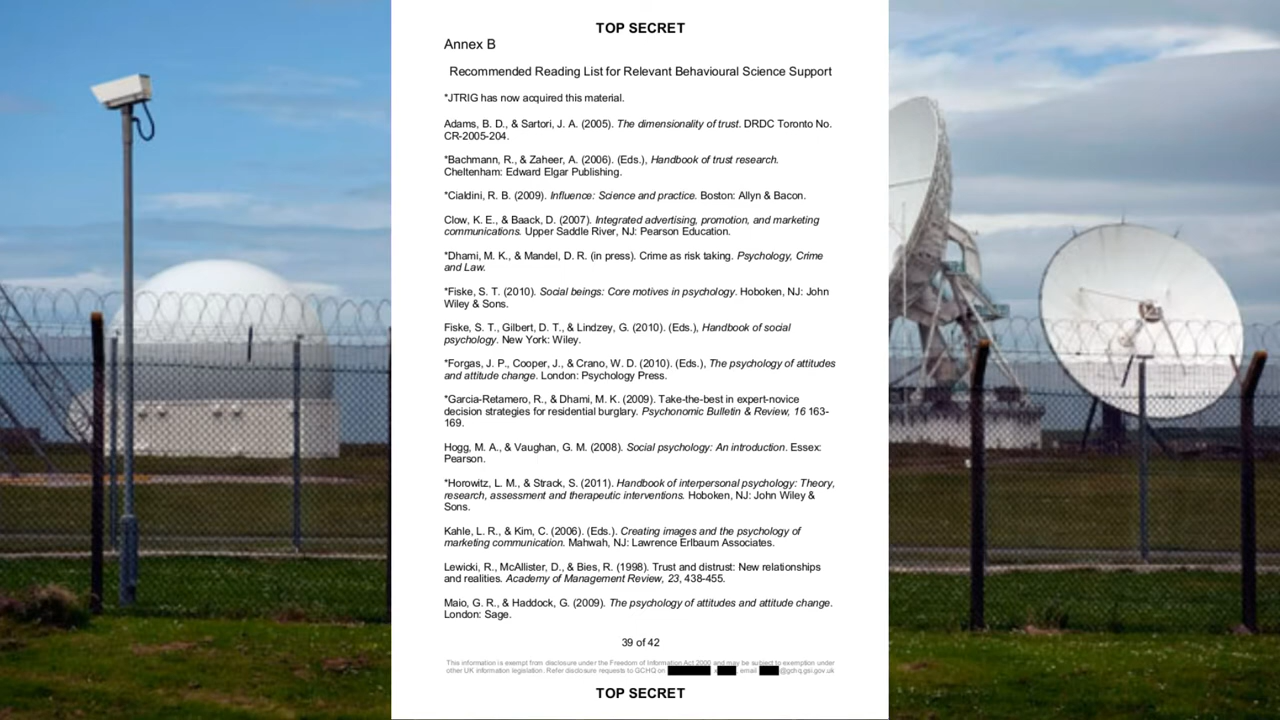 TOP SECRET
Annex B
Recommended Reading List for Relevant Behavioural Science Support
*JTRIG has now acquired this material.
Adams, B. D., & Sartori, J. A. (2005). The dimensionality of trust. DRDC Toronto No.
CR-2005-204.
*Bachmann, R., & Zaheer, A. (2006). (Eds.), Handbook of trust research.
Cheltenham: Edward Elgar Publishing.
*Cialdini, R. B. (2009). Influence: Science and practice. Boston: Allyn & Bacon.
Clow, K. E., & Baack, D. (2007). Integrated advertising, promotion, and marketing
communications. Upper Saddle River, NJ: Pearson Education.
*Dhami, M. K., & Mandel, D. R. (in press). Crime as risk taking. Psychology, Crime
and Law.
*Fiske, S. T. (2010). Social beings: Core motives in psychology. Hoboken, NJ: John
Wiley & Sons.
Fiske, S. T., Gilbert, D. T., & Lindzey, G. (2010). (Eds.), Handbook of social
psychology. New York: Wiley.
*Forgas, J. P., Cooper, J., & Crano, W. D. (2010). (Eds.), The psychology of attitudes
and attitude change. London: Psychology Press.
*Garcia-Retamero, R., & Dhami, M. K. (2009). Take-the-best in expert-novice
decision strategies for residential burglary. Psychonomic Bulletin & Review, 16 163-
169.
Hogg, M. A., & Vaughan, G. M. (2008). Social psychology: An introduction. Essex:
Pearson.
*Horowitz, L. M., & Strack, S. (2011). Handbook of interpersonal psychology: Theory,
research, assessment and therapeutic interventions. Hoboken, NJ: John Wiley &
Sons.
Kahle, L. R., & Kim, C. (2006). (Eds.). Creating images and the psychology of
marketing communication. Mahwah, NJ: Lawrence Erlbaum Associates.
Lewicki, R., McAllister, D., & Bies, R. (1998). Trust and distrust: New relationships
and realities. Academy of Management Review, 23, 438-455.
Maio, G. R., & Haddock, G. (2009). The psychology of attitudes and attitude change.
London: Sage.
39 of 42
This information is exempt from disclosure under the Freedom of Information Act 2000 and may be subject to exemption under
other UK information legislation. Refer disclosure requests to GCHQ on email @gchq.gsi.gov.uk
TOP SECRET